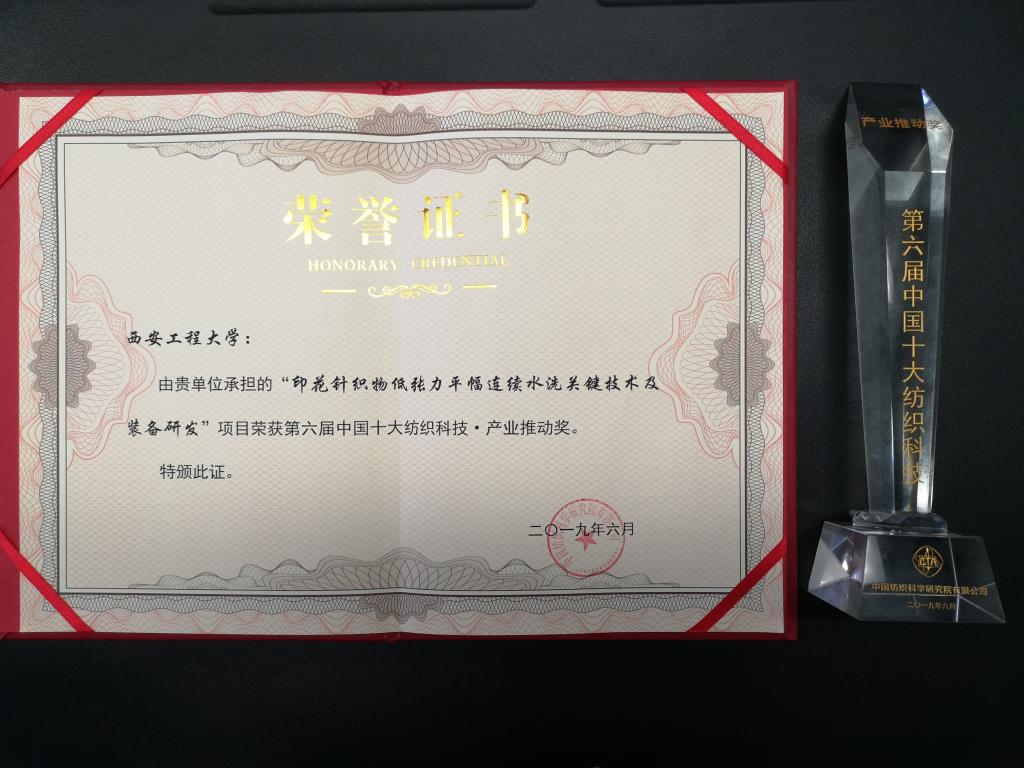 荣誉证书
HONORARY CREDENTIAL
西安工程大学：
由贵单位承担的“印花针织物低张力平幅连续水洗关键技术及
装备研发”项目荣获第六届中国十大纺织科技·产业推动奖。
特颁此证。
二〇一九年六月
产业推动奖
第六届中国十大纺织科技
CTA
中国纺织科学研究院有限公司
二〇一九年六月